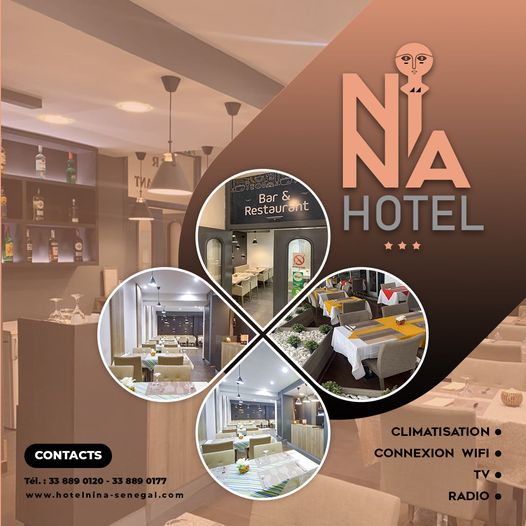 NINA
HOTEL
Bar &
Restaurant
CLIMATISATION
CONNEXION WIFI
TV
RADIO
CONTACTS
Tél. : 33 889 0120 - 33 889 0177
www.hotelnina-senegal.com